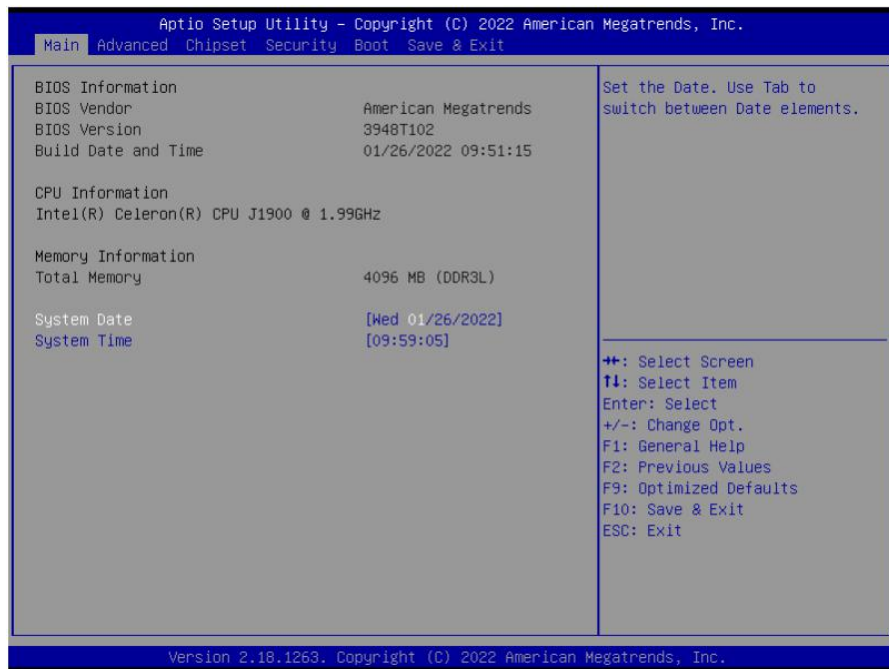 Aptio Setup Utility – Copyright (C) 2022 American Megatrends, Inc.
Main Advanced Chipset Security Boot Save & Exit
BIOS Information
BIOS Vendor American Megatrends
BIOS Version 3948T102
Build Date and Time 01/26/2022 09:51:15
CPU Information
Intel(R) Celeron(R) CPU J1900 @ 1.99GHz
Memory Information
Total Memory 4096 MB (DDR3L)
System Date [Wed 01/26/2022]
System Time [09:59:05]
Set the Date. Use Tab to
switch between Date elements.
→←: Select Screen
↑↓: Select Item
Enter: Select
+/-: Change Opt.
F1: General Help
F2: Previous Values
F9: Optimized Defaults
F10: Save & Exit
ESC: Exit
Version 2.18.1263. Copyright (C) 2022 American Megatrends, Inc.